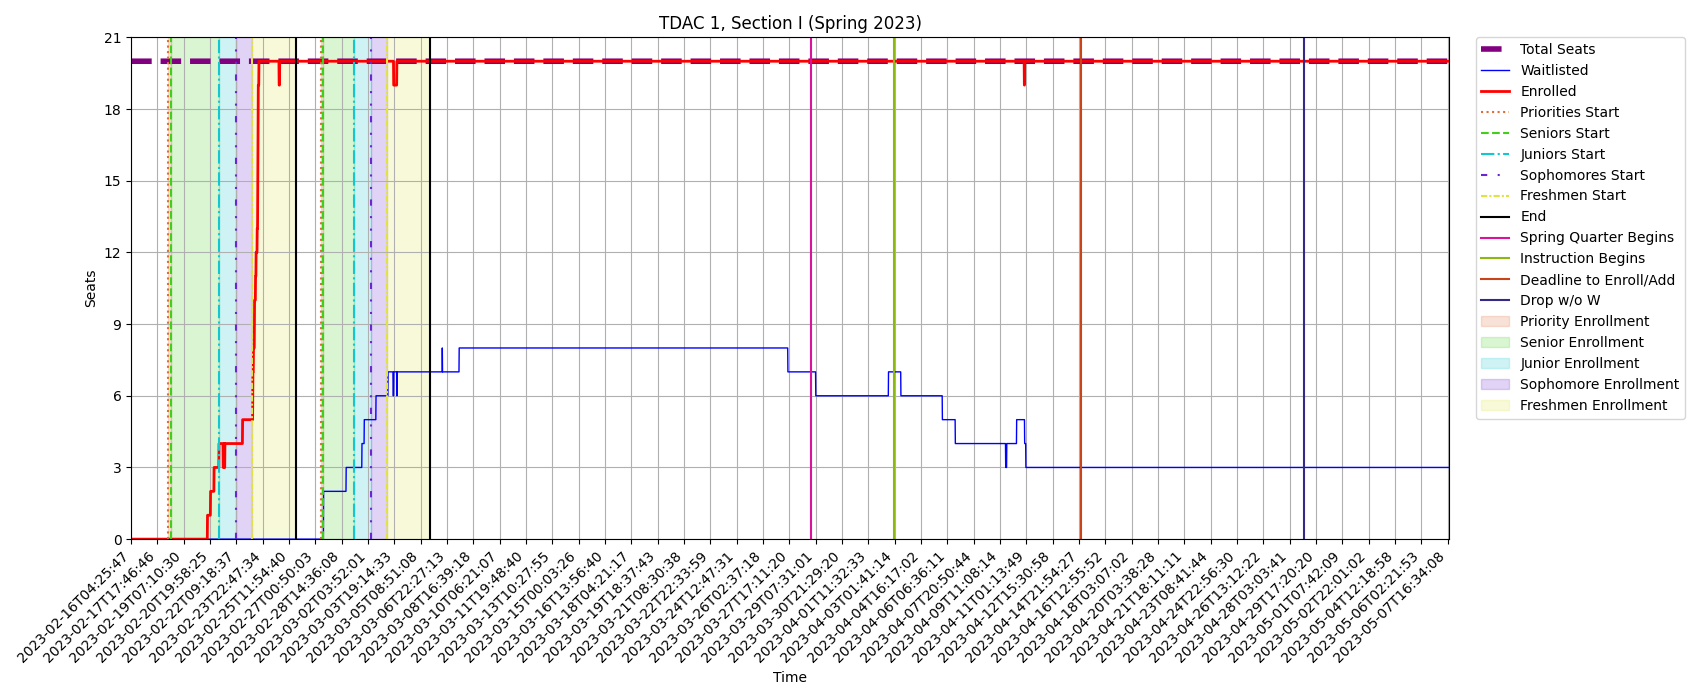 TDAC 1, Section I (Spring 2023)
Seats
21
18
15
12
9
6
3
0
2023-02-16T04:25:47
2023-02-17T17:46:46
2023-02-19T07:10:30
2023-02-20T19:58:25
2023-02-22T09:18:37
2023-02-23T22:47:34
2023-02-25T11:54:40
2023-02-27T00:50:03
2023-02-28T14:36:08
2023-03-02T03:52:01
2023-03-03T19:14:33
2023-03-05T08:51:08
2023-03-06T22:27:13
2023-03-08T16:39:18
2023-03-10T06:21:07
2023-03-11T19:48:40
2023-03-13T10:27:55
2023-03-15T00:03:26
2023-03-16T13:56:40
2023-03-18T04:21:17
2023-03-19T18:37:43
2023-03-21T08:30:38
2023-03-22T22:33:59
2023-03-24T12:47:31
2023-03-26T02:37:18
2023-03-27T17:11:20
2023-03-29T07:31:01
2023-03-30T21:29:20
2023-04-01T11:32:33
2023-04-03T01:41:14
2023-04-04T16:17:02
2023-04-06T06:36:11
2023-04-07T20:50:44
2023-04-09T11:08:14
2023-04-11T01:13:49
2023-04-12T15:30:58
2023-04-14T21:54:27
2023-04-16T12:55:52
2023-04-18T03:07:02
2023-04-20T03:38:28
2023-04-21T18:11:11
2023-04-23T08:41:44
2023-04-24T22:56:30
2023-04-26T13:12:22
2023-04-28T03:03:41
2023-04-29T17:20:20
2023-05-01T07:42:09
2023-05-02T22:01:02
2023-05-04T12:18:58
2023-05-06T02:21:53
2023-05-07T16:34:08
Time
Total Seats
Waitlisted
Enrolled
Priorities Start
Seniors Start
Juniors Start
Sophomores Start
Freshmen Start
End
Spring Quarter Begins
Instruction Begins
Deadline to Enroll/Add
Drop w/o W
Priority Enrollment
Senior Enrollment
Junior Enrollment
Sophomore Enrollment
Freshmen Enrollment